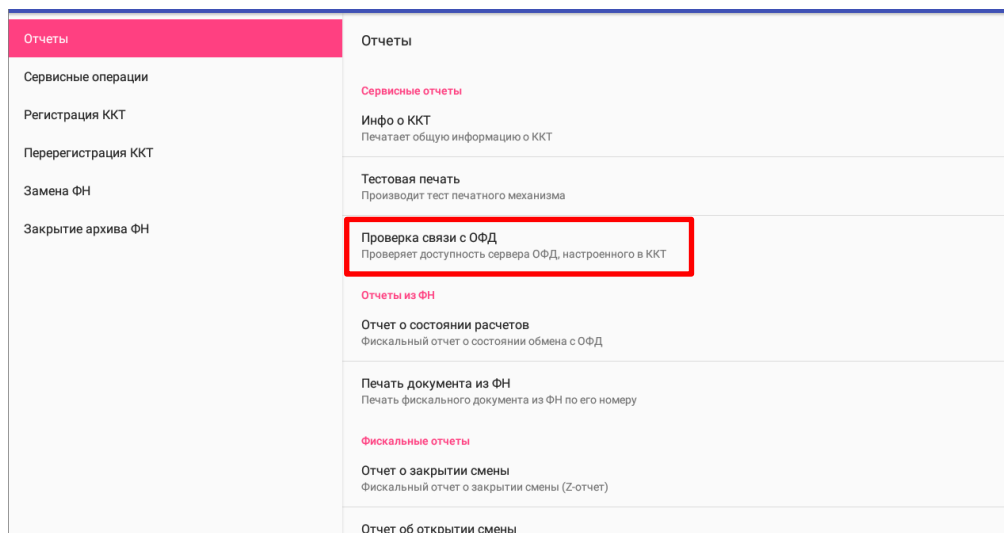 Отчеты
Сервисные операции
Регистрация ККТ
Перерегистрация ККТ
Замена ФН
Закрытие архива ФН
Отчеты
Сервисные отчеты
Инфо о ККТ
Печатает общую информацию о ККТ
Тестовая печать
Производит тест печатного механизма
Проверка связи с ОФД
Проверяет доступность сервера ОФД, настроенного в ККТ
Отчеты из ФН
Отчет о состоянии расчетов
Фискальный отчет о состоянии обмена с ОФД
Печать документа из ФН
Печать фискального документа из ФН по его номеру
Фискальные отчеты
Отчет о закрытии смены
Фискальный отчет о закрытии смены (Z-отчет)
Отчет об открытии смены